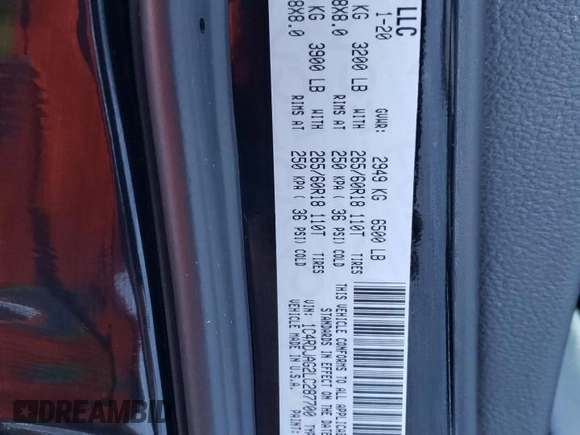 LLC
1-20
GVWR: 2949 KG 6500 LB
KG 3200 LB WITH 265/60R18 110T TIRES
8X8.0 RIMS AT 250 KPA ( 36 PSI) COLD
KG 3900 LB WITH 265/60R18 110T TIRES
8X8.0 RIMS AT 250 KPA ( 36 PSI) COLD
THIS VEHICLE CONFORMS TO ALL APPLICABLE
STANDARDS IN EFFECT ON THE DATE
VIN: 1C4RDJAG2LC287700 TYP
VEHICLE MADE IN U.S.A.
PAINT:
DREAMBID